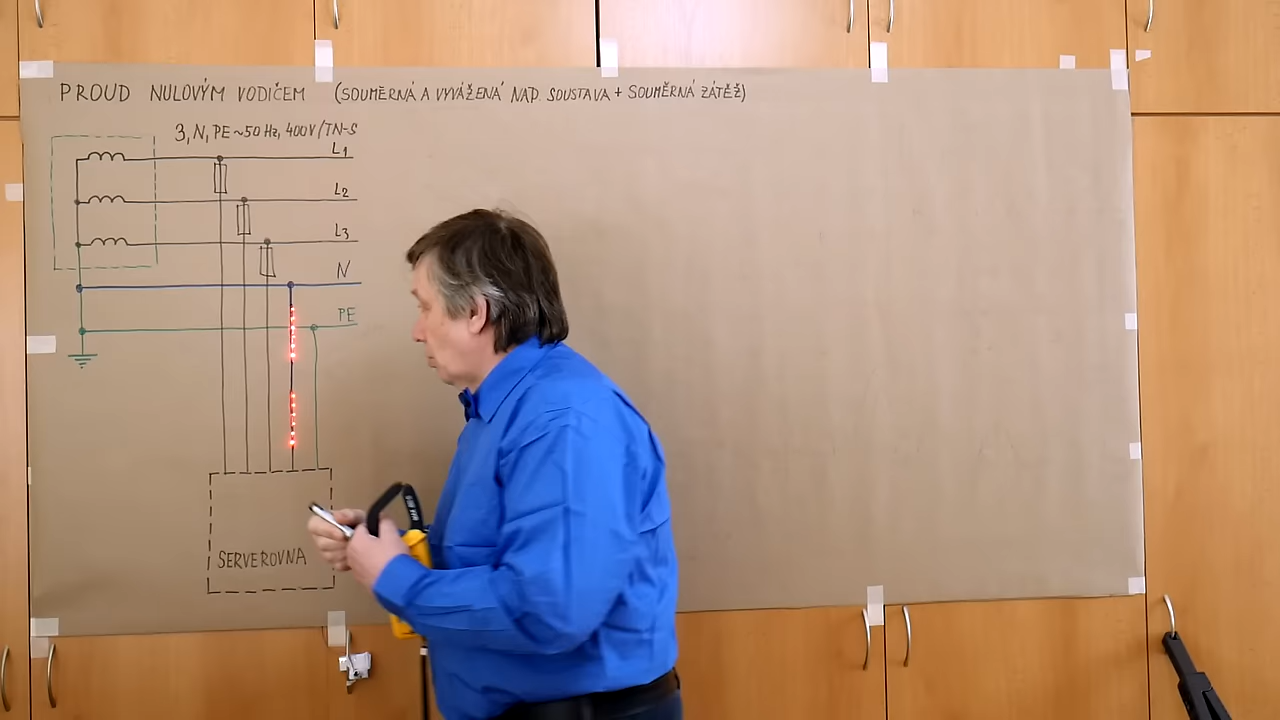 PROUD NULOVÝM VODIČEM (SOUMĚRNÁ A VYVÁŽENÁ NAP. SOUSTAVA + SOUMĚRNÁ ZÁTĚŽ)
3, N, PE ~ 50 Hz, 400V/TN-S
L1
L2
L3
N
PE
SERVEROVNA